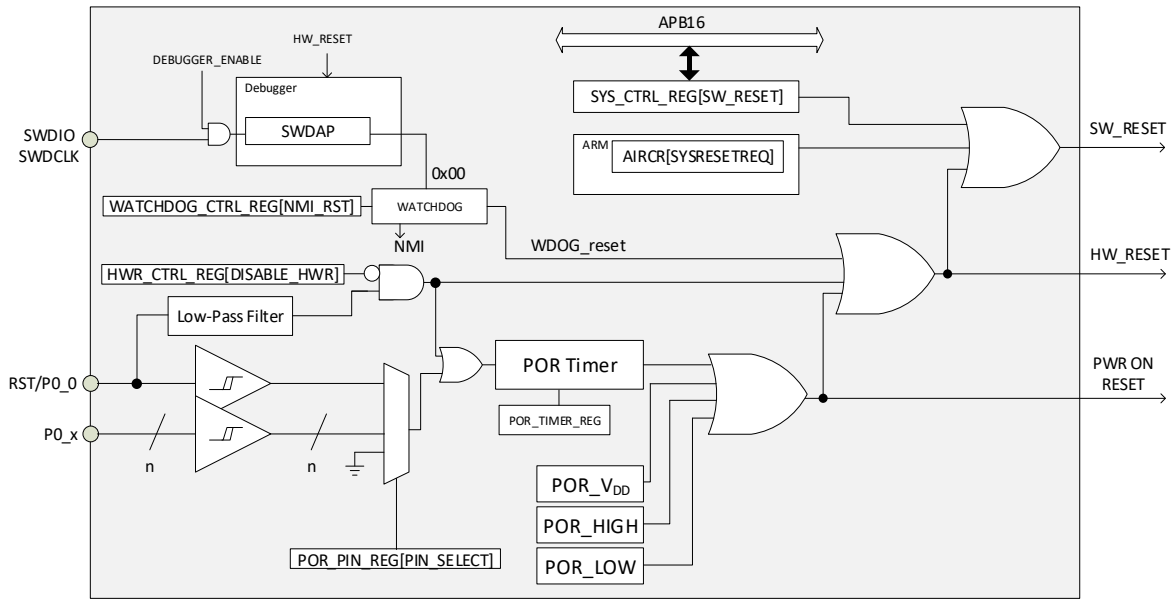 APB16
HW_RESET
DEBUGGER_ENABLE
Debugger
SYS_CTRL_REG[SW_RESET]
SWDIO
SWDCLK
SWDAP
SW_RESET
ARM
AIRCR[SYSRESETREQ]
0x00
WATCHDOG_CTRL_REG[NMI_RST]
WATCHDOG
NMI
WDOG_reset
HW_RESET
HWR_CTRL_REG[DISABLE_HWR]
Low-Pass Filter
RST/P0_0
POR Timer
PWR ON
RESET
POR_TIMER_REG
P0_x
n
n
POR_VDD
POR_HIGH
POR_PIN_REG[PIN_SELECT]
POR_LOW